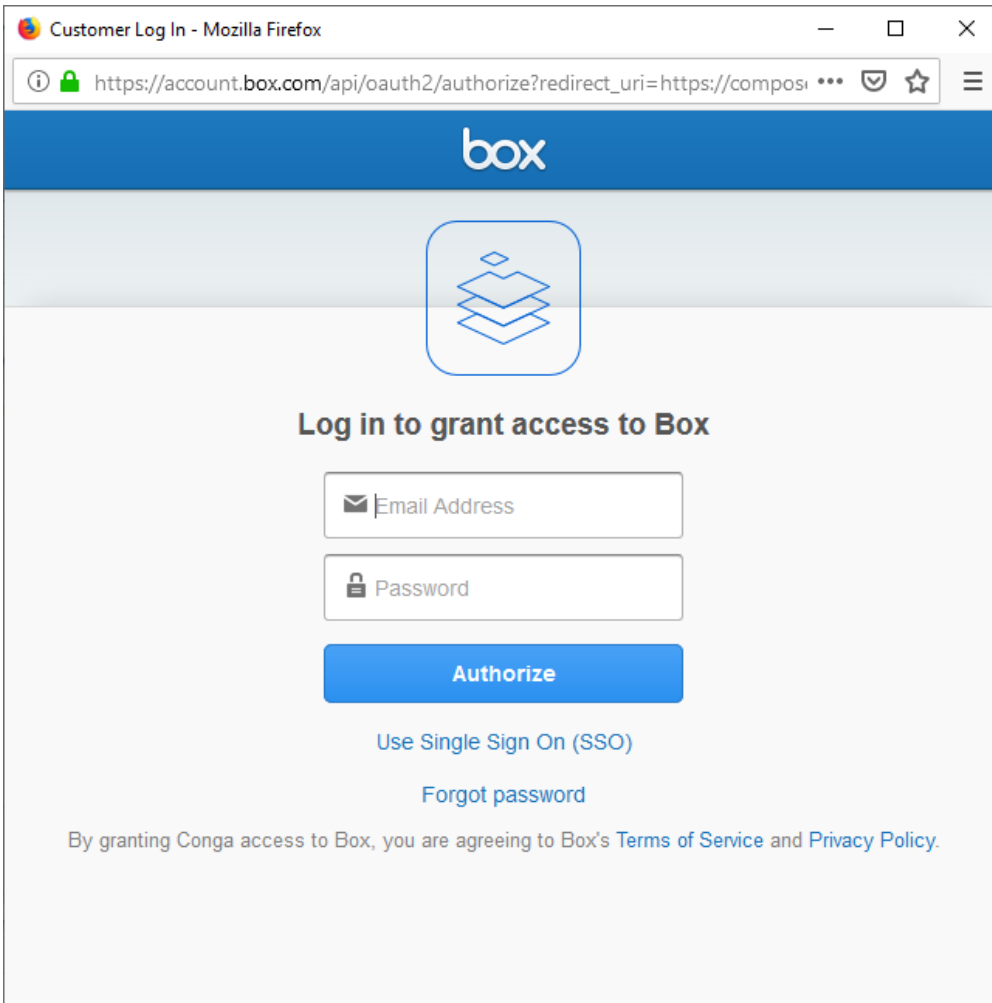 Customer Log In - Mozilla Firefox
https://account.box.com/api/oauth2/authorize?redirect_uri=https://compos
box
Log in to grant access to Box
Email Address
Password
Authorize
Use Single Sign On (SSO)
Forgot password
By granting Conga access to Box, you are agreeing to Box's Terms of Service and Privacy Policy.